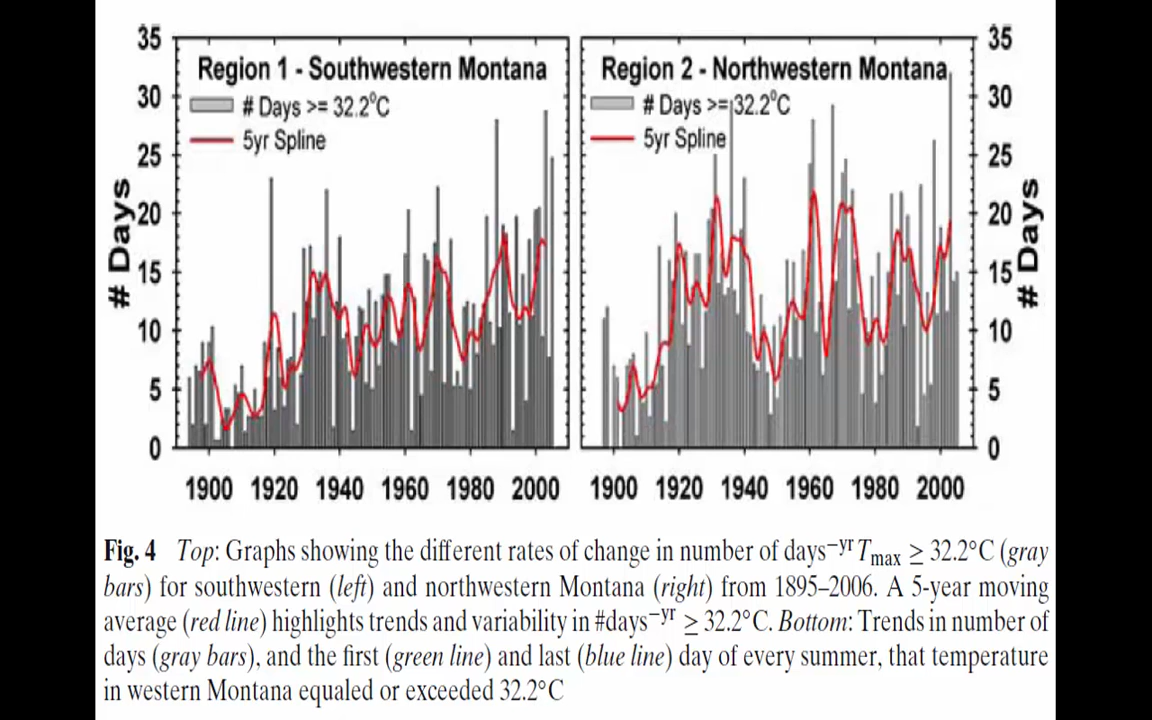 Region 1 - Southwestern Montana
# Days >= 32.2°C
5yr Spline
# Days
35
30
25
20
15
10
5
0
1900 1920 1940 1960 1980 2000
Region 2 - Northwestern Montana
# Days >= 32.2°C
5yr Spline
35
30
25
20
15
10
5
0
# Days
1900 1920 1940 1960 1980 2000
Fig. 4 Top: Graphs showing the different rates of change in number of days⁻ʸʳ Tmax ≥ 32.2°C (gray
bars) for southwestern (left) and northwestern Montana (right) from 1895–2006. A 5-year moving
average (red line) highlights trends and variability in #days⁻ʸʳ ≥ 32.2°C. Bottom: Trends in number of
days (gray bars), and the first (green line) and last (blue line) day of every summer, that temperature
in western Montana equaled or exceeded 32.2°C